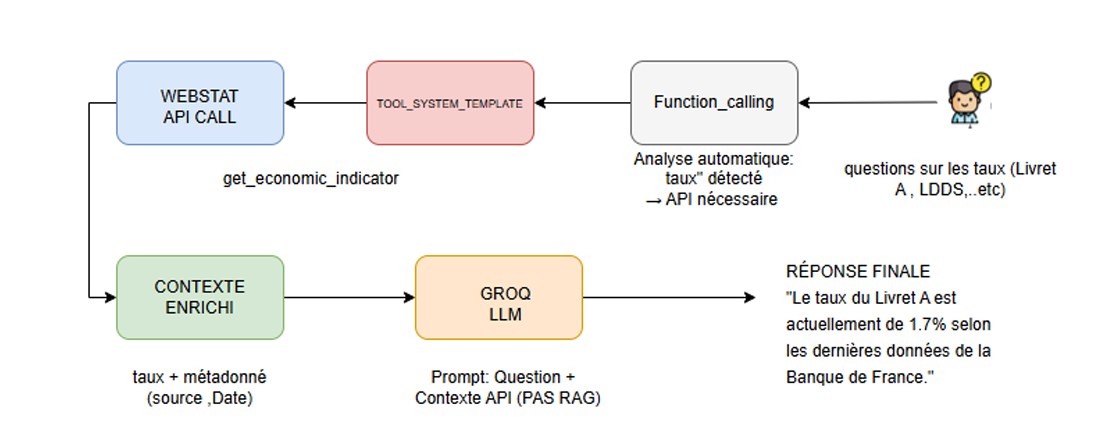 WEBSTAT
API CALL
TOOL_SYSTEM_TEMPLATE
Function_calling
?
get_economic_indicator
Analyse automatique:
taux" détecté
→ API nécessaire
questions sur les taux (Livret
A , LDDS,..etc)
CONTEXTE
ENRICHI
GROQ
LLM
RÉPONSE FINALE
"Le taux du Livret A est
actuellement de 1.7% selon
les dernières données de la
Banque de France."
taux + métadonné
(source ,Date)
Prompt: Question +
Contexte API (PAS RAG)